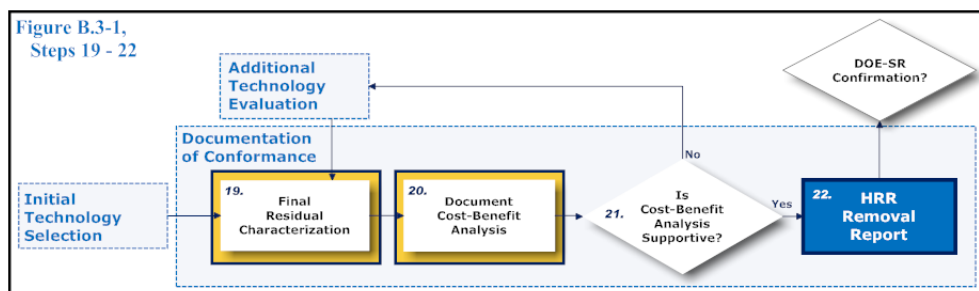 Figure B.3-1,
Steps 19 - 22
Additional
Technology
Evaluation
DOE-SR
Confirmation?
Documentation
of Conformance
No
Initial
Technology
Selection
19.
Final
Residual
Characterization
20.
Document
Cost-Benefit
Analysis
21.
Is
Cost-Benefit
Analysis
Supportive?
Yes
22.
HRR
Removal
Report